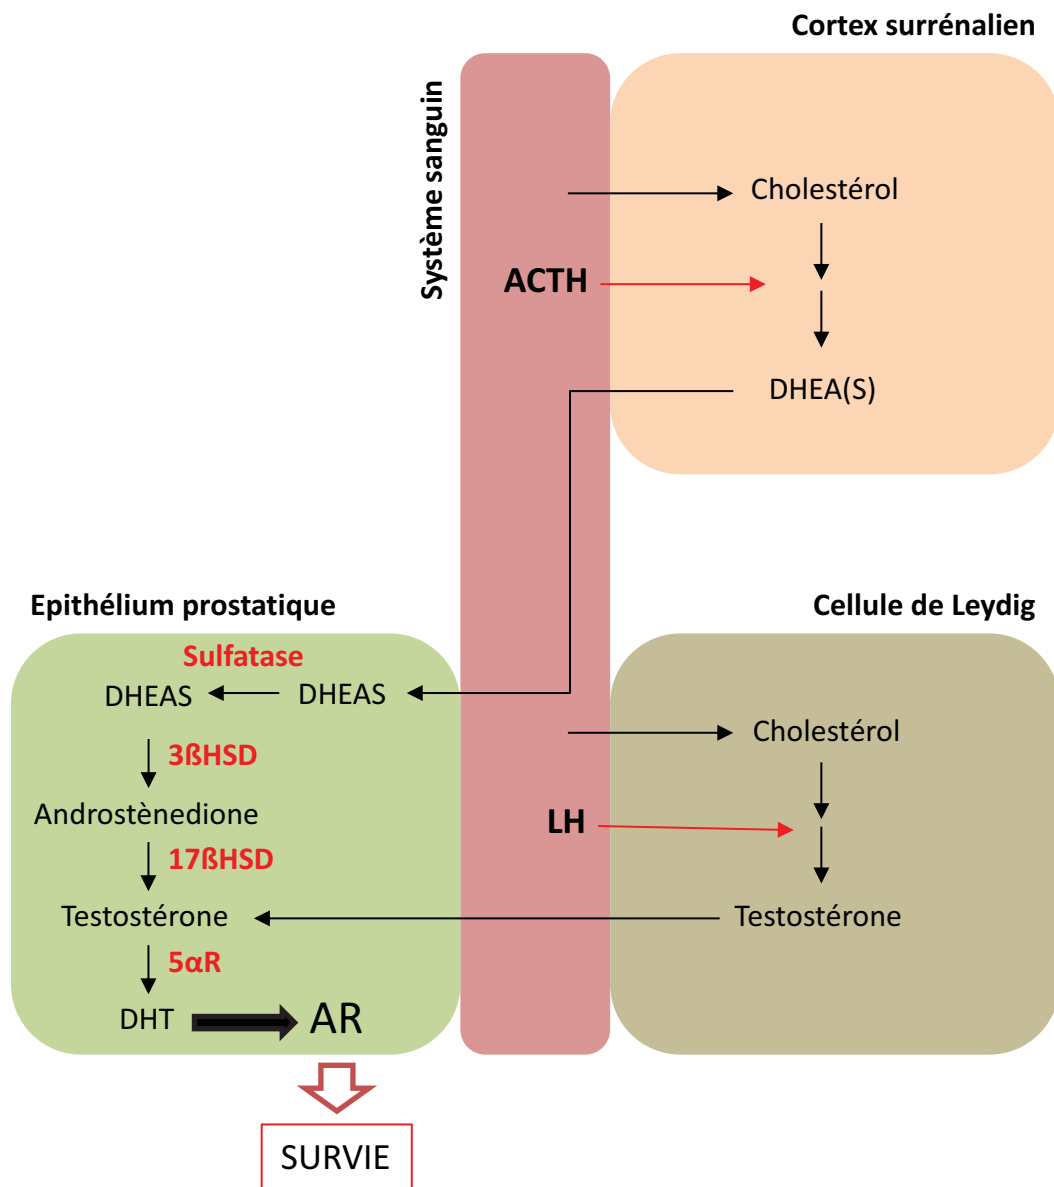 Cortex surrénalien
Système sanguin
Cholestérol
ACTH
DHEA(S)
Epithélium prostatique
Cellule de Leydig
Sulfatase
DHEAS
DHEAS
3ßHSD
Cholestérol
Androstènedione
LH
17ßHSD
Testostérone
Testostérone
5αR
DHT
AR
SURVIE